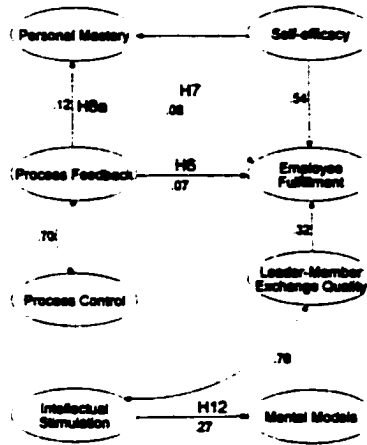 Personal Mastery
Self-efficacy
H7
.08
.12
H8a
.54
Process Feedback
H6
.07
Employee
Fulfillment
.70
.32
Process Control
Leader-Member
Exchange Quality
.78
Intellectual
Stimulation
H12
.27
Mental Models